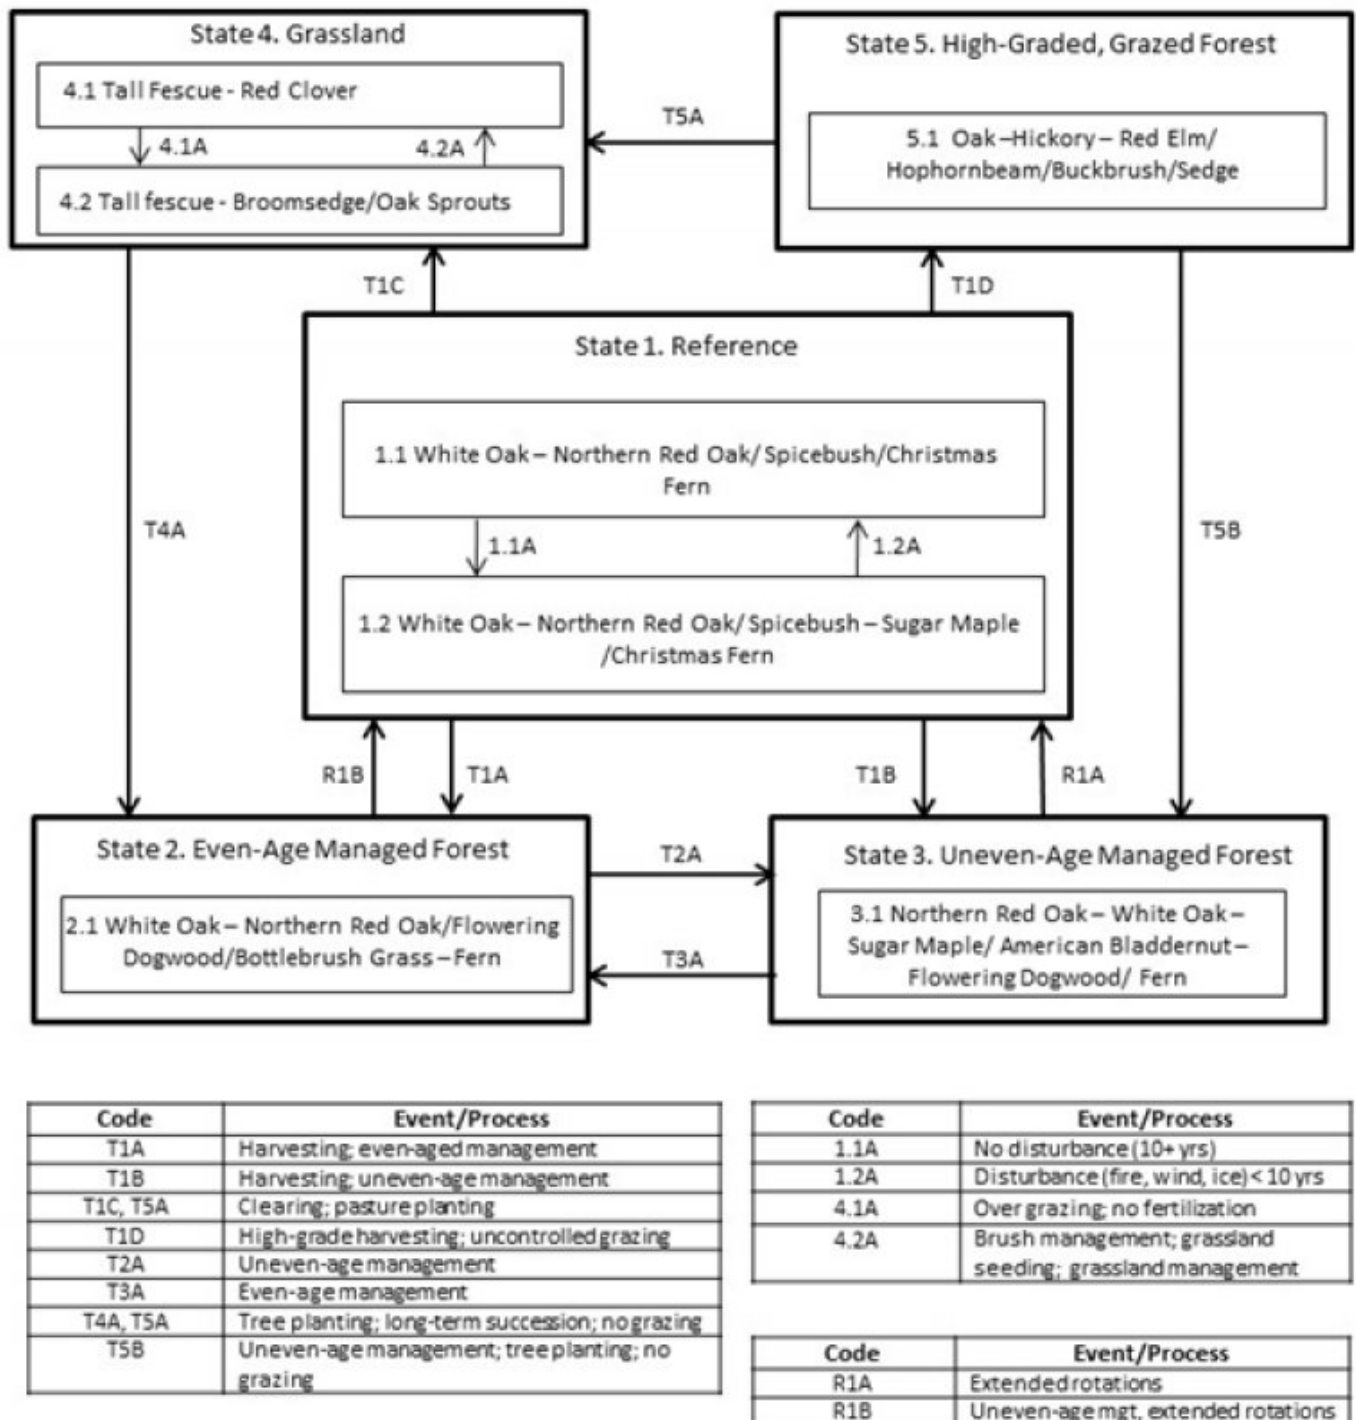 State 4. Grassland
4.1 Tall Fescue - Red Clover
4.1A
4.2A
4.2 Tall fescue - Broomsedge/Oak Sprouts
T5A
State 5. High-Graded, Grazed Forest
5.1 Oak–Hickory – Red Elm/
Hophornbeam/Buckbrush/Sedge
T1C
T1D
State 1. Reference
1.1 White Oak – Northern Red Oak/ Spicebush/Christmas
Fern
1.1A
1.2A
1.2 White Oak – Northern Red Oak/ Spicebush – Sugar Maple
/Christmas Fern
T4A
T5B
R1B
T1A
T1B
R1A
State 2. Even-Age Managed Forest
2.1 White Oak – Northern Red Oak/Flowering
Dogwood/Bottlebrush Grass – Fern
T2A
T3A
State 3. Uneven-Age Managed Forest
3.1 Northern Red Oak – White Oak –
Sugar Maple/ American Bladdernut –
Flowering Dogwood/ Fern
Code Event/Process
T1A Harvesting; even-aged management
T1B Harvesting; uneven-age management
T1C, T5A Clearing; pasture planting
T1D High-grade harvesting; uncontrolled grazing
T2A Uneven-age management
T3A Even-age management
T4A, T5A Tree planting; long-term succession; no grazing
T5B Uneven-age management; tree planting; no
grazing
Code Event/Process
1.1A No disturbance (10+ yrs)
1.2A Disturbance (fire, wind, ice) < 10 yrs
4.1A Over grazing; no fertilization
4.2A Brush management; grassland
seeding; grassland management
Code Event/Process
R1A Extended rotations
R1B Uneven-age mgt, extended rotations